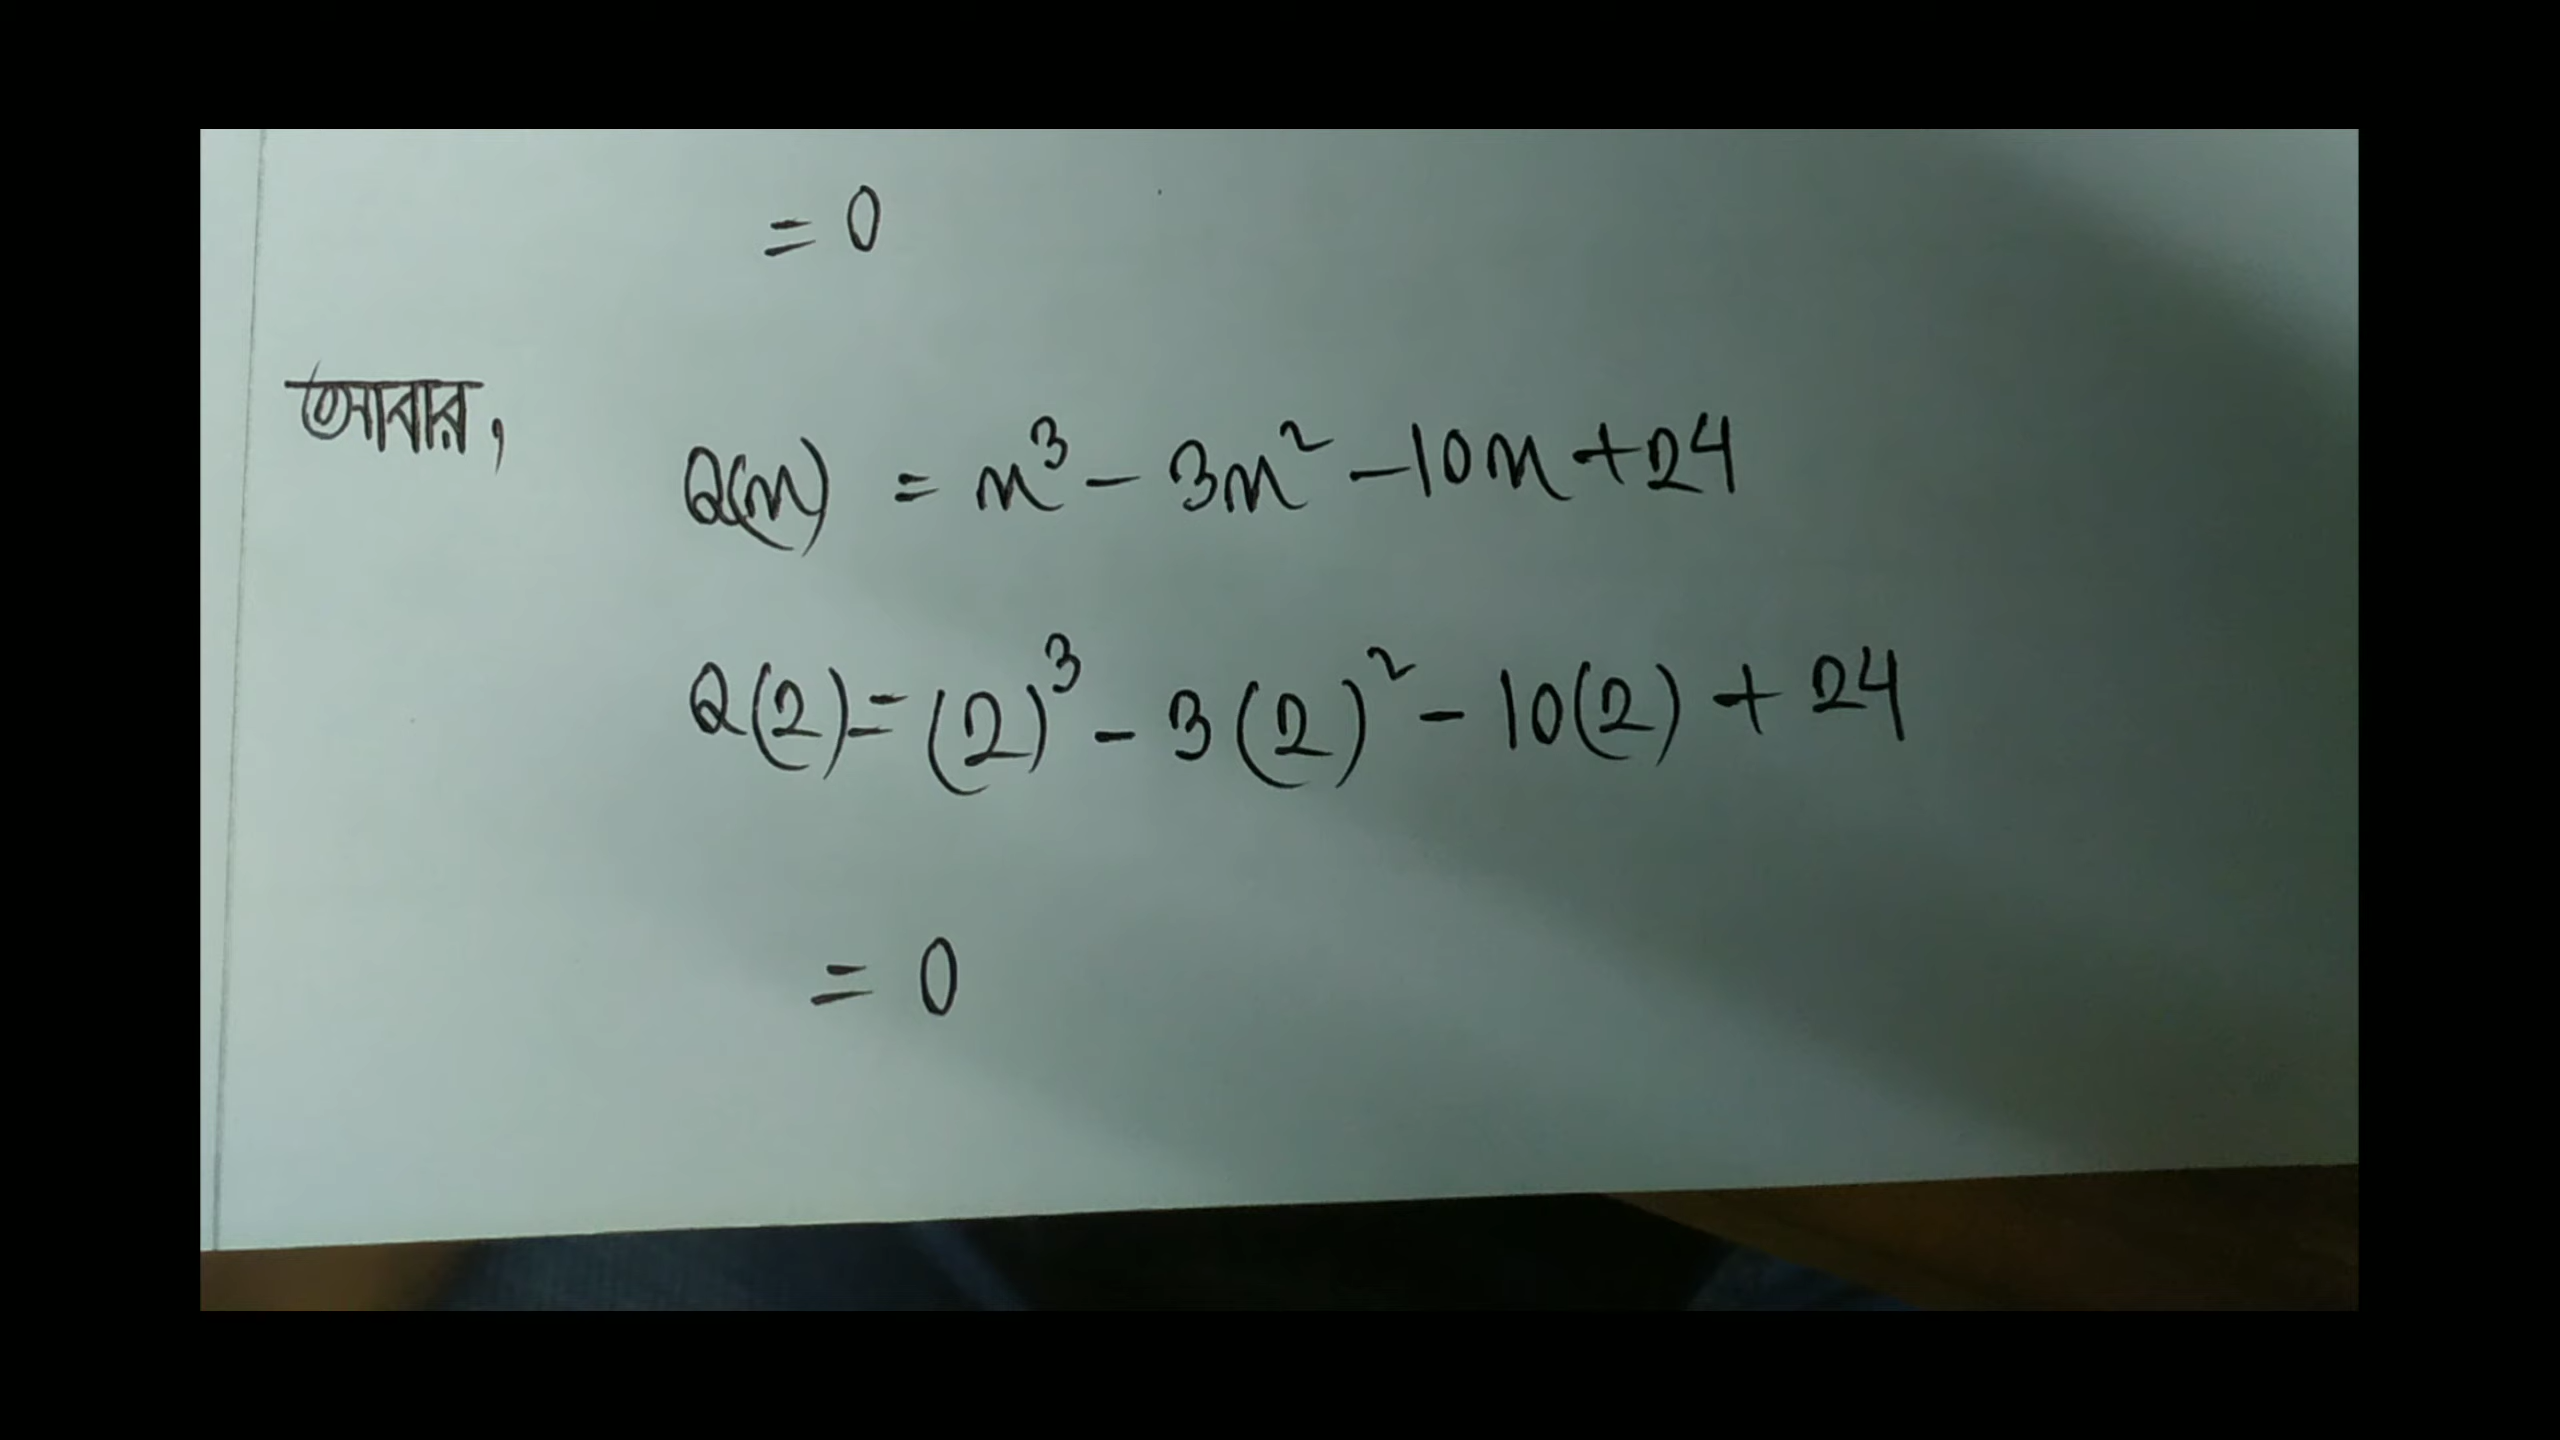 = 0
আবার,
Q(x) = x³ - 3x² - 10x + 24
Q(2) = (2)³ - 3(2)² - 10(2) + 24
= 0